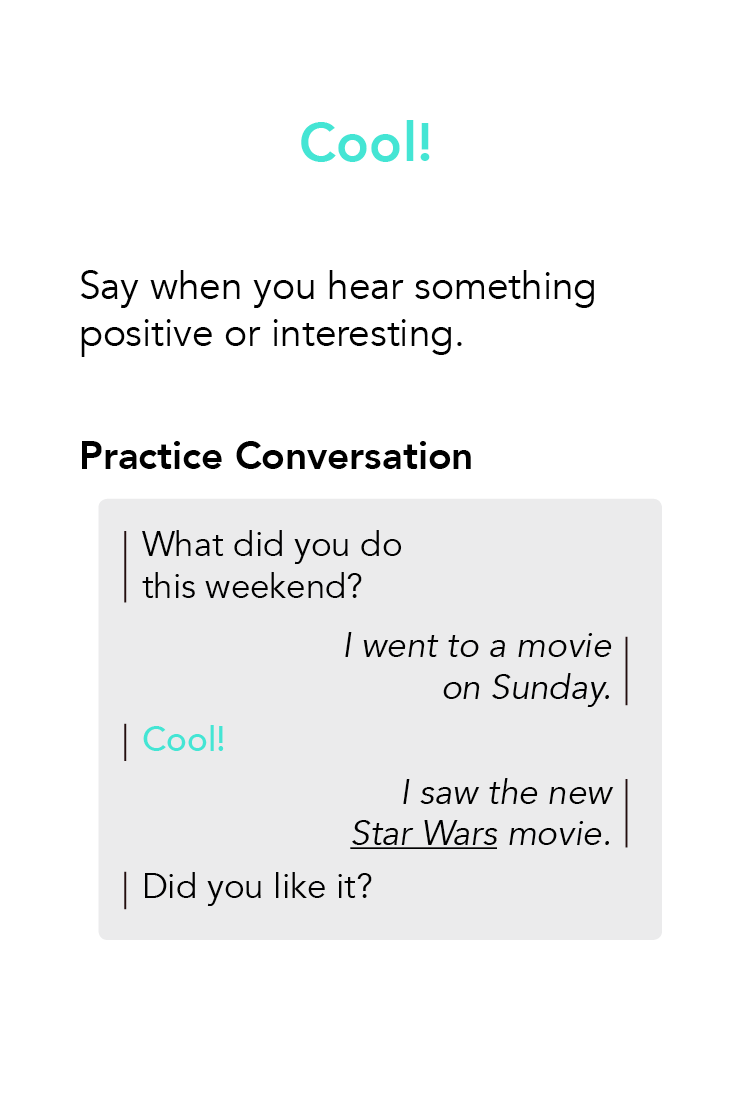 Cool!
Say when you hear something
positive or interesting.
Practice Conversation
What did you do
this weekend?
I went to a movie
on Sunday.
Cool!
I saw the new
Star Wars movie.
Did you like it?